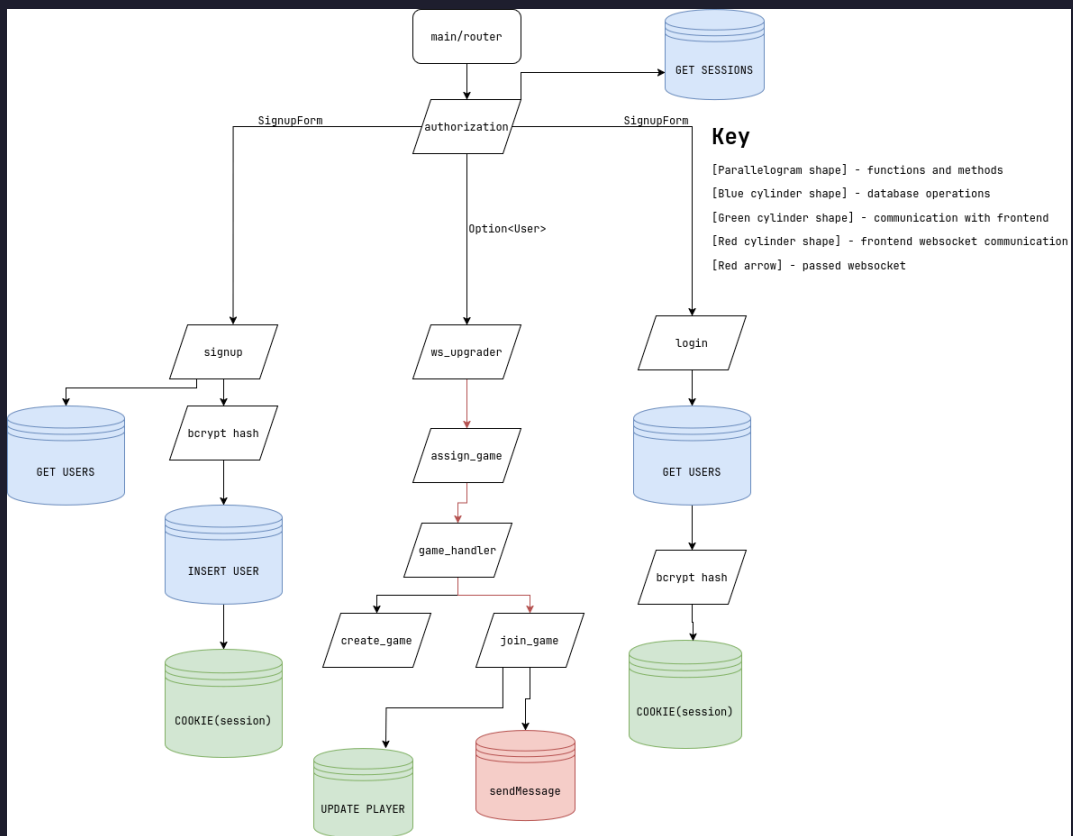 main/router
GET SESSIONS
SignupForm
authorization
SignupForm
Key
[Parallelogram shape] - functions and methods
[Blue cylinder shape] - database operations
[Green cylinder shape] - communication with frontend
[Red cylinder shape] - frontend websocket communication
[Red arrow] - passed websocket
Option<User>
signup
ws_upgrader
login
bcrypt hash
assign_game
GET USERS
GET USERS
game_handler
INSERT USER
bcrypt hash
create_game
join_game
COOKIE(session)
COOKIE(session)
sendMessage
UPDATE PLAYER